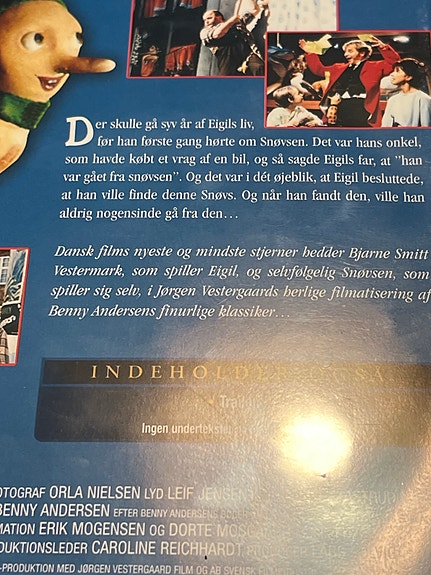 Der skulle gå syv år af Eigils liv,
før han første gang hørte om Snøvsen. Det var hans onkel,
som havde købt et vrag af en bil, og så sagde Eigils far, at "han
var gået fra snøvsen". Og det var i dét øjeblik, at Eigil besluttede,
at han ville finde denne Snøvs. Og når han fandt den, ville han
aldrig nogensinde gå fra den...
Dansk films nyeste og mindste stjerner hedder Bjarne Smitt
Vestermark, som spiller Eigil, og selvfølgelig Snøvsen, som
spiller sig selv, i Jørgen Vestergaards herlige filmatisering af
Benny Andersens finurlige klassiker...
INDEHOLDER
Ingen undertekster
OTOGRAF ORLA NIELSEN LYD LEIF JENSEN
BENNY ANDERSEN EFTER BENNY ANDERSENS
MATION ERIK MOGENSEN OG DORTE
DUKTIONSLEDER CAROLINE REICHHARDT
-PRODUKTION MED JØRGEN VESTERGAARD FILM OG AB SVENSK